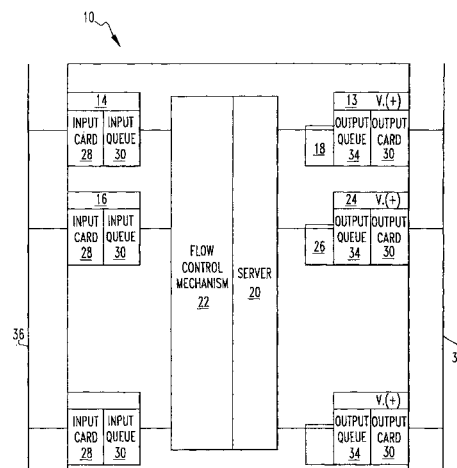 10
14
INPUT INPUT
CARD QUEUE
28 30
16
INPUT INPUT
CARD QUEUE
28 30
INPUT INPUT
CARD QUEUE
28 30
36
FLOW
CONTROL
MECHANISM
22
SERVER
20
13 V.(+)
18
OUTPUT OUTPUT
QUEUE CARD
34 30
24 V.(+)
26
OUTPUT OUTPUT
QUEUE CARD
34 30
V.(+)
OUTPUT OUTPUT
QUEUE CARD
34 30
3